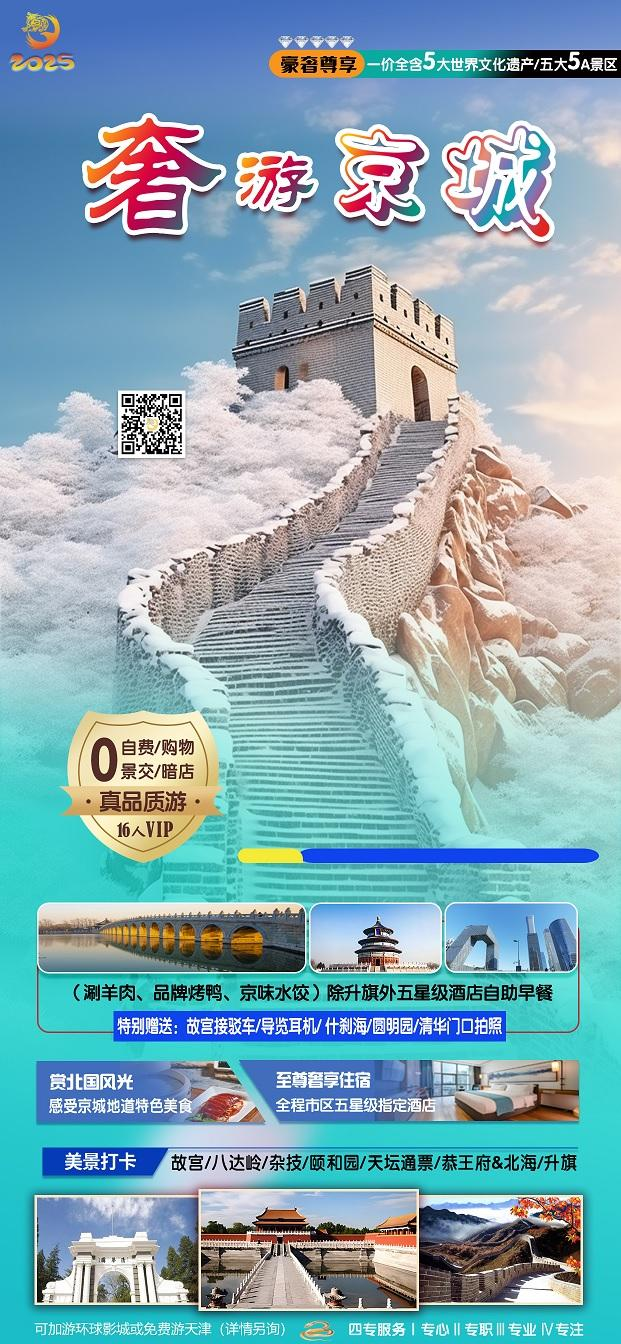 2025
豪奢尊享 一价全含5大世界文化遗产/五大5A景区
奢游京城
0 自费/购物
景交/暗店
·真品质游·
16人VIP
（涮羊肉、品牌烤鸭、京味水饺）除升旗外五星级酒店自助早餐
特别赠送：故宫接驳车/导览耳机/ 什刹海/圆明园/清华门口拍照
赏北国风光
感受京城地道特色美食
至尊奢享住宿
全程市区五星级指定酒店
美景打卡 故宫/八达岭/杂技/颐和园/天坛通票/恭王府&北海/升旗
可加游环球影城或免费游天津（详情另询） 四专服务 I 专心 II 专职 III 专业 IV 专注